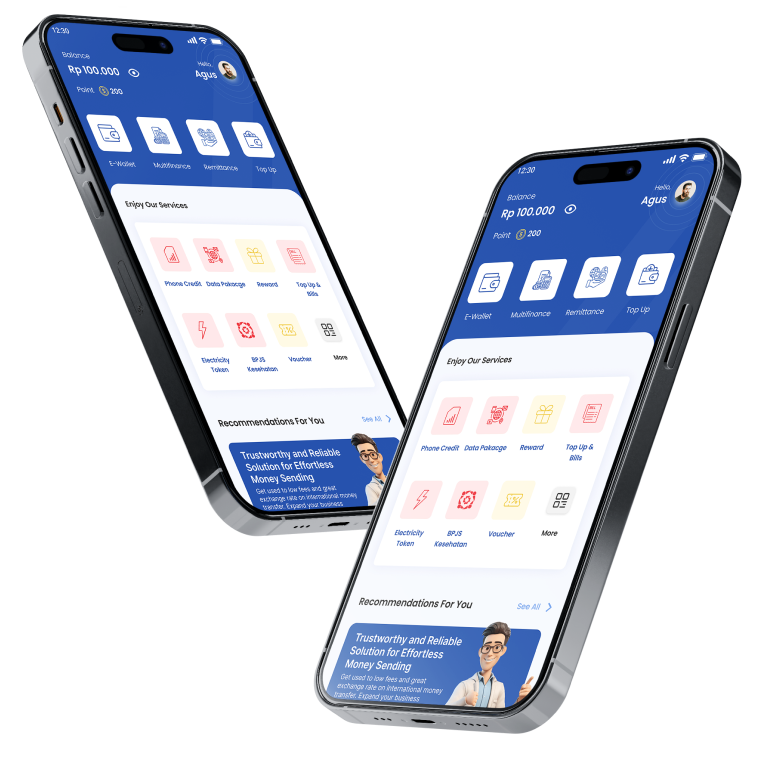 12:30
Balance
Rp 100.000
Point 200
Hello,
Agus
E-Wallet
Multifinance
Remittance
Top Up
Enjoy Our Services
Phone Credit
Data Pakacge
Reward
Top Up &
Bills
Electricity
Token
BPJS
Kesehatan
Voucher
More
Recommendations For You
See All
Trustworthy and Reliable
Solution for Effortless
Money Sending
Get used to low fees and great
exchange rate on international money
transfer. Expand your business
12:30
Balance
Rp 100.000
Point 200
Hello,
Agus
E-Wallet
Multifinance
Remittance
Top Up
Enjoy Our Services
Phone Credit
Data Pakacge
Reward
Top Up &
Bills
Electricity
Token
BPJS
Kesehatan
Voucher
More
Recommendations For You
See All
Trustworthy and Reliable
Solution for Effortless
Money Sending
Get used to low fees and great
exchange rate on international money
transfer. Expand your business